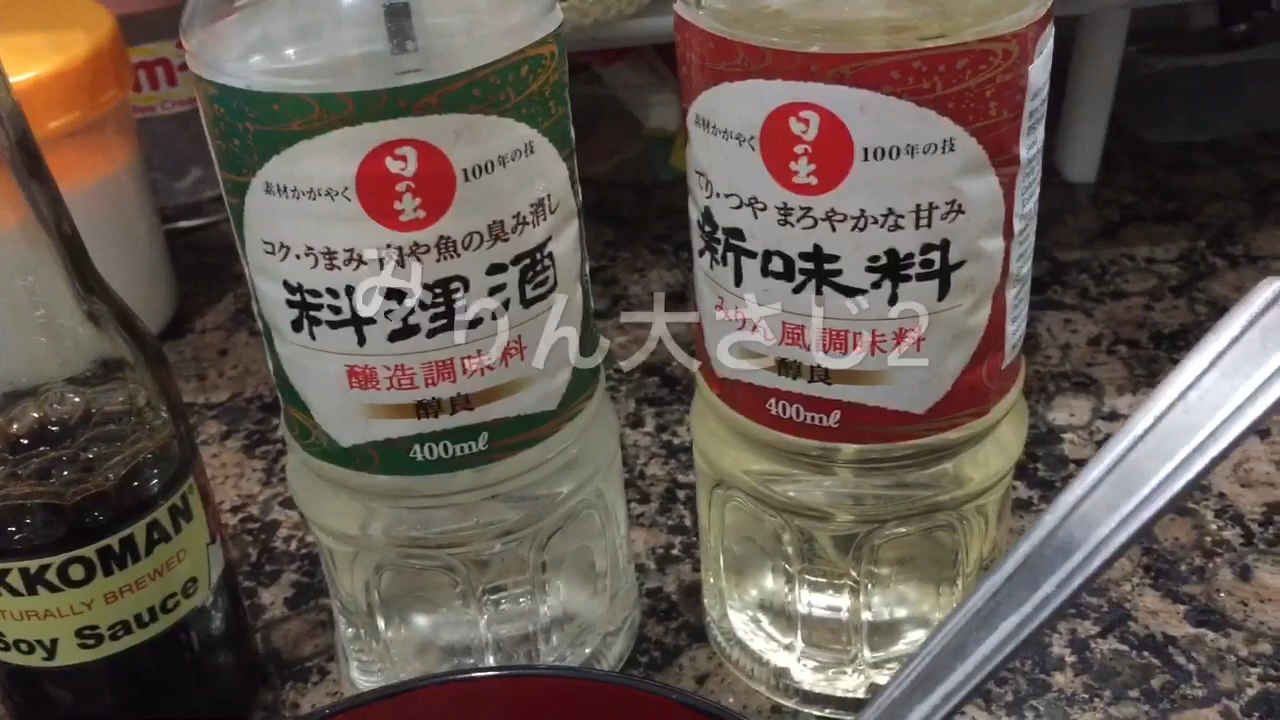 素材かがやく
日の出
100年の技
コク・うまみ 肉や魚の臭み消し
料理酒
醸造調味料
醇良
400mℓ
素材かがやく
日の出
100年の技
てり・つや まろやかな甘み
新味料
みりん風調味料
醇良
400mℓ
みりん大さじ2
KKOMAN
TURALLY BREWED
Soy Sauce
m-